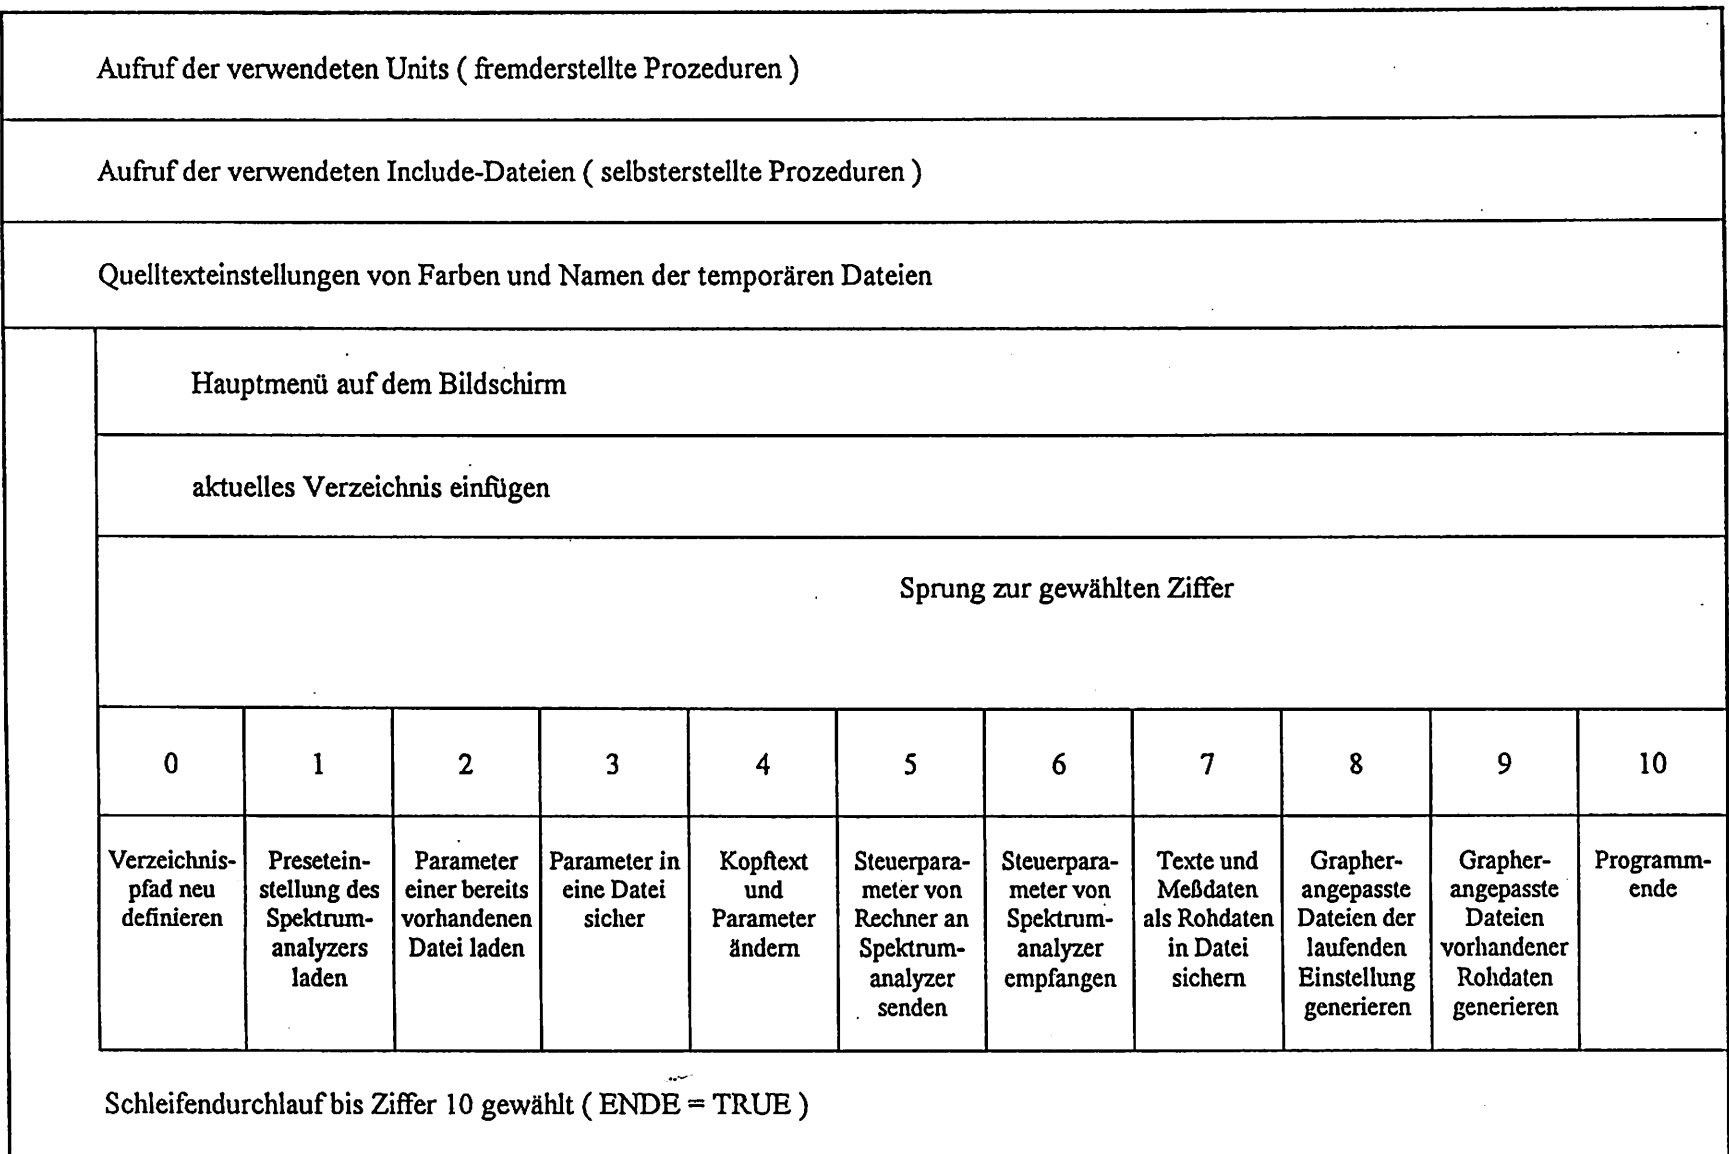 Aufruf der verwendeten Units ( fremderstellte Prozeduren )
Aufruf der verwendeten Include-Dateien ( selbsterstellte Prozeduren )
Quelltexteinstellungen von Farben und Namen der temporären Dateien
Hauptmenü auf dem Bildschirm
aktuelles Verzeichnis einfügen
Sprung zur gewählten Ziffer
0
1
2
3
4
5
6
7
8
9
10
Verzeichnis-
pfad neu
definieren
Presetein-
stellung des
Spektrum-
analyzers
laden
Parameter
einer bereits
vorhandenen
Datei laden
Parameter in
eine Datei
sicher
Kopftext
und
Parameter
ändern
Steuerpara-
meter von
Rechner an
Spektrum-
analyzer
senden
Steuerpara-
meter von
Spektrum-
analyzer
empfangen
Texte und
Meßdaten
als Rohdaten
in Datei
sichern
Grapher-
angepasste
Dateien der
laufenden
Einstellung
generieren
Grapher-
angepasste
Dateien
vorhandener
Rohdaten
generieren
Programm-
ende
Schleifendurchlauf bis Ziffer 10 gewählt ( ENDE = TRUE )